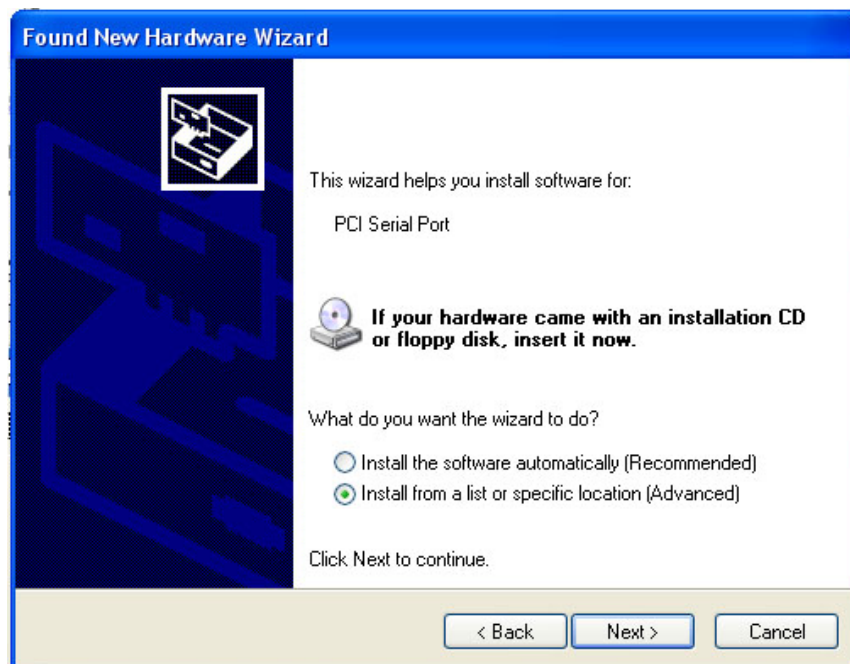 Found New Hardware Wizard
This wizard helps you install software for:
PCI Serial Port
If your hardware came with an installation CD
or floppy disk, insert it now.
What do you want the wizard to do?
Install the software automatically (Recommended)
Install from a list or specific location (Advanced)
Click Next to continue.
< Back Next > Cancel